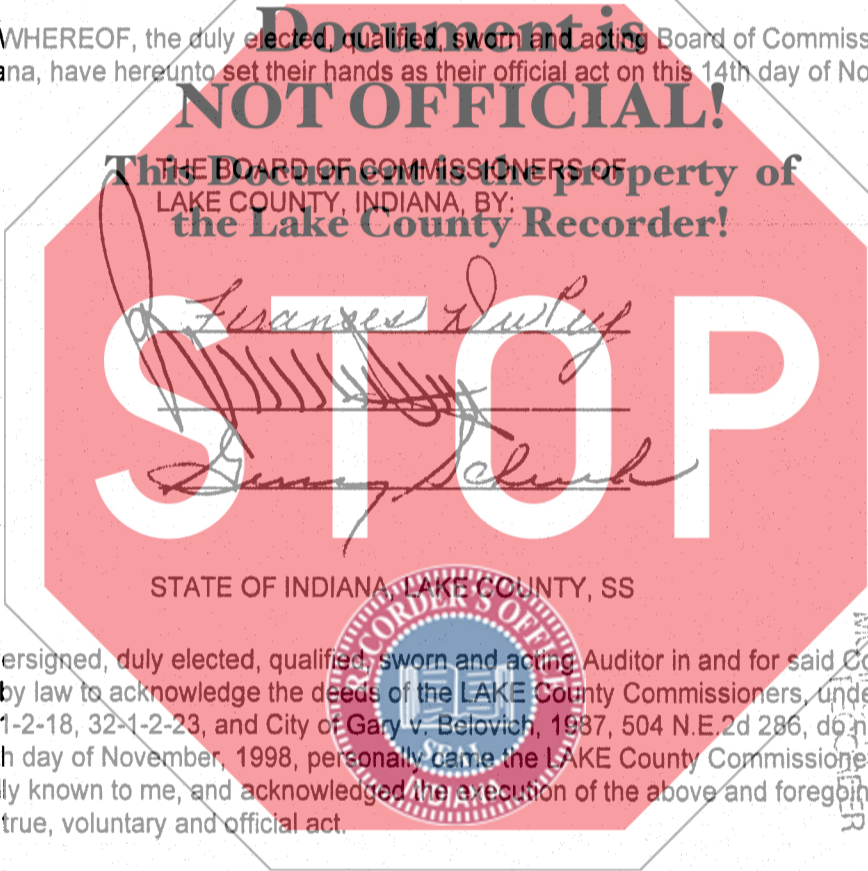 Document is
WHEREOF, the duly elected, qualified, sworn and acting Board of Commiss
ana, have hereunto set their hands as their official act on this 14th day of No
NOT OFFICIAL!
THE BOARD OF COMMISSIONERS OF
This Document is the property of
LAKE COUNTY, INDIANA, BY:
the Lake County Recorder!
Frances DuPey
STOP
STATE OF INDIANA, LAKE COUNTY, SS
RECORDER'S OFFICE
ersigned, duly elected, qualified, sworn and acting Auditor in and for said C
by law to acknowledge the deeds of the LAKE County Commissioners, unde
1-2-18, 32-1-2-23, and City of Gary v. Belovich, 1987, 504 N.E.2d 286, do
SEAL
h day of November, 1998, personally came the LAKE County Commissione
lly known to me, and acknowledged the execution of the above and foregoin
true, voluntary and official act.